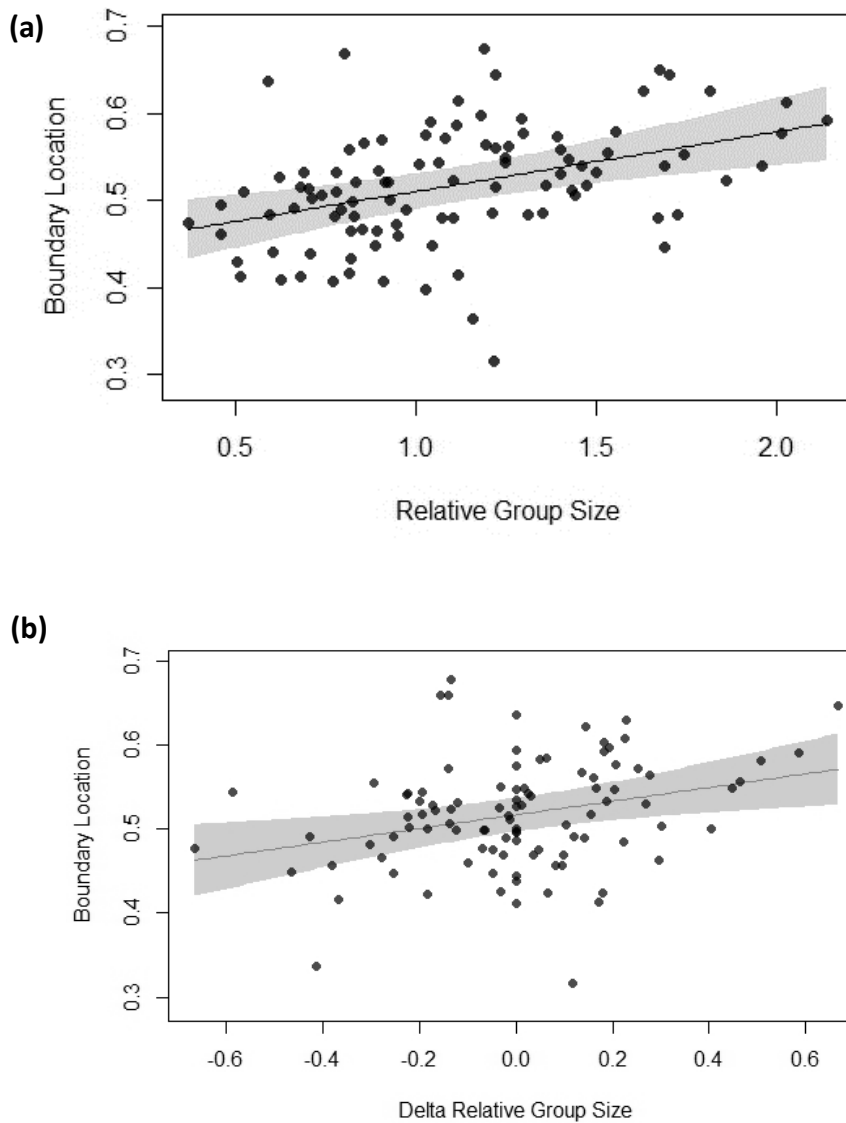 (a)
0.7
0.6
0.5
0.4
0.3
Boundary Location
0.5 1.0 1.5 2.0
Relative Group Size
(b)
0.7
0.6
0.5
0.4
0.3
Boundary Location
-0.6 -0.4 -0.2 0.0 0.2 0.4 0.6
Delta Relative Group Size